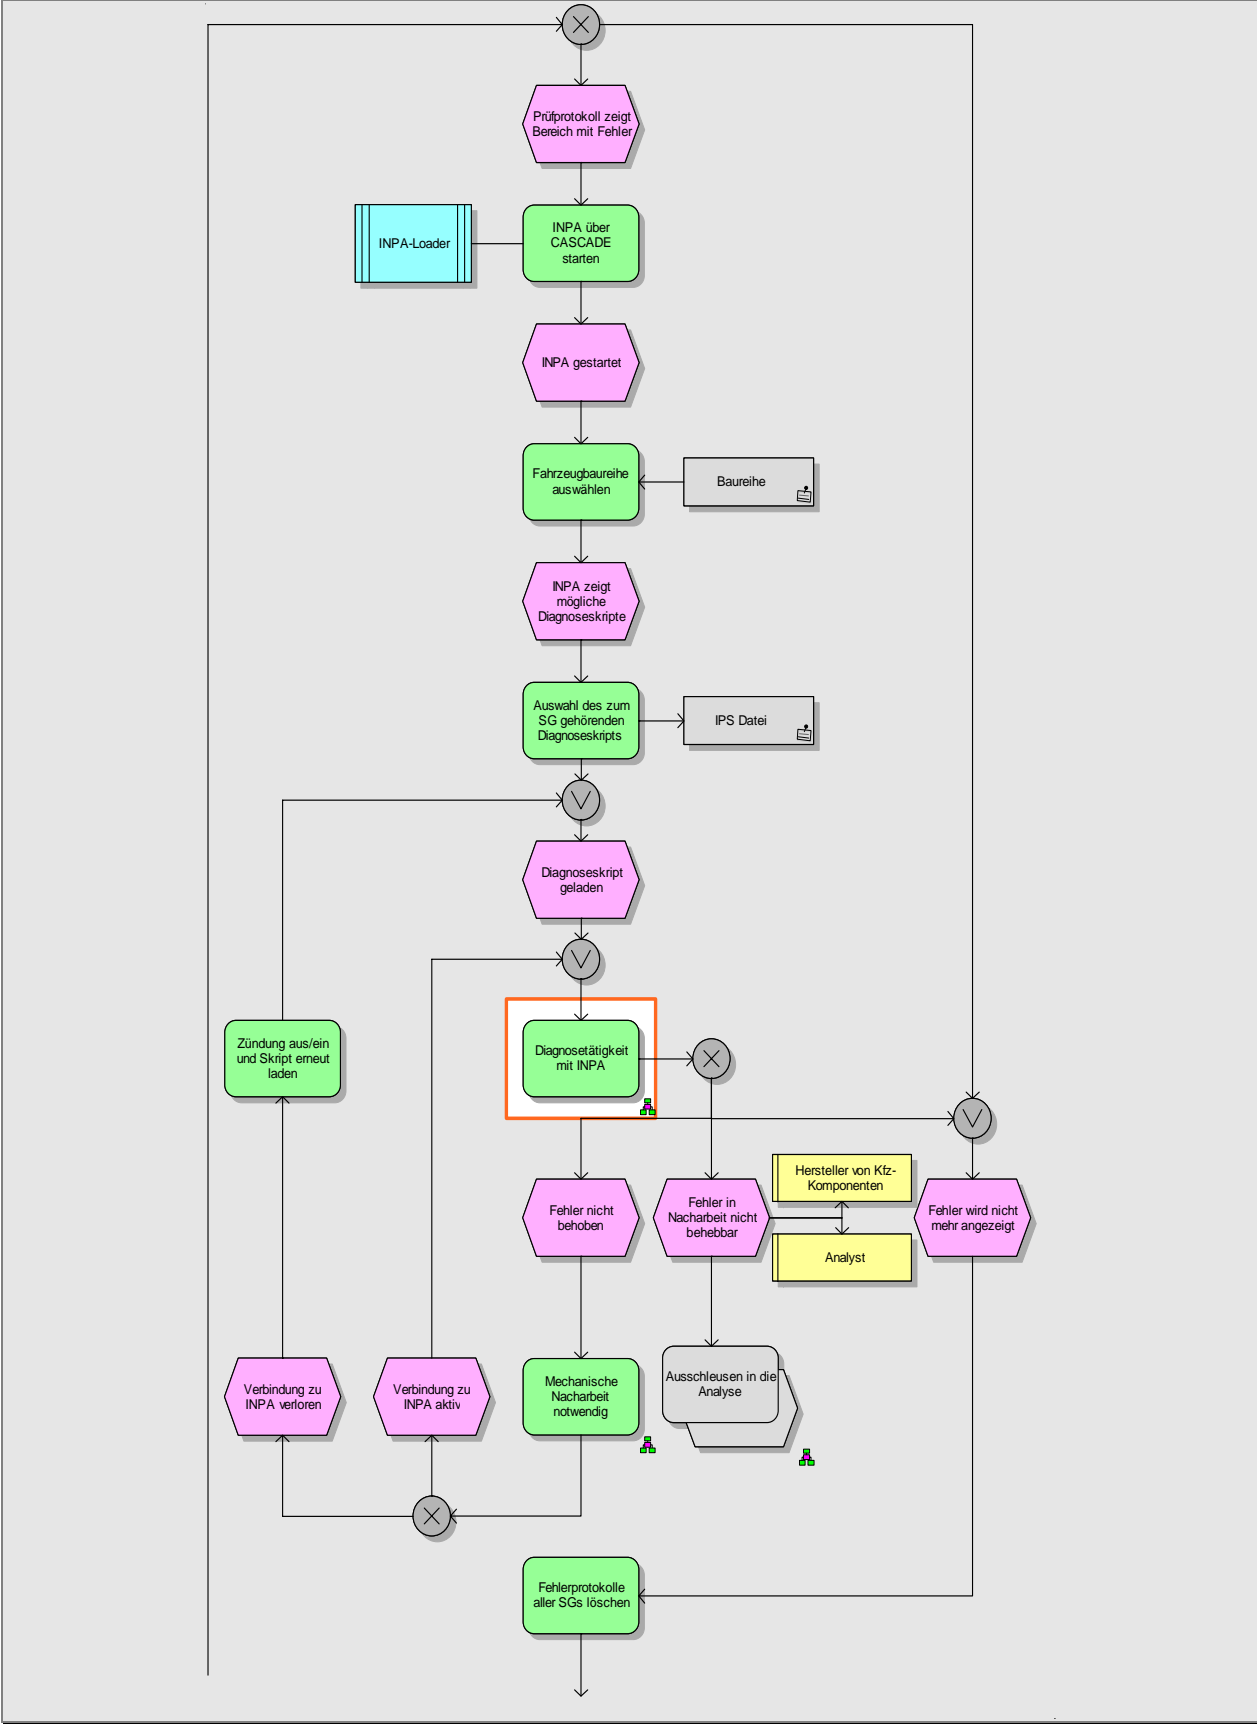 Prüfprotokoll zeigt
Bereich mit Fehler
INPA-Loader
INPA über
CASCADE
starten
INPA gestartet
Fahrzeugbaureihe
auswählen
Baureihe
INPA zeigt
mögliche
Diagnoseskripte
Auswahl des zum
SG gehörenden
Diagnoseskripts
IPS Datei
Diagnoseskript
geladen
Zündung aus/ein
und Skript erneut
laden
Diagnosetätigkeit
mit INPA
Hersteller von Kfz-
Komponenten
Fehler nicht
behoben
Fehler in
Nacharbeit nicht
behebbar
Fehler wird nicht
mehr angezeigt
Analyst
Verbindung zu
INPA verloren
Verbindung zu
INPA aktiv
Mechanische
Nacharbeit
notwendig
Ausschleusen in die
Analyse
Fehlerprotokolle
aller SGs löschen